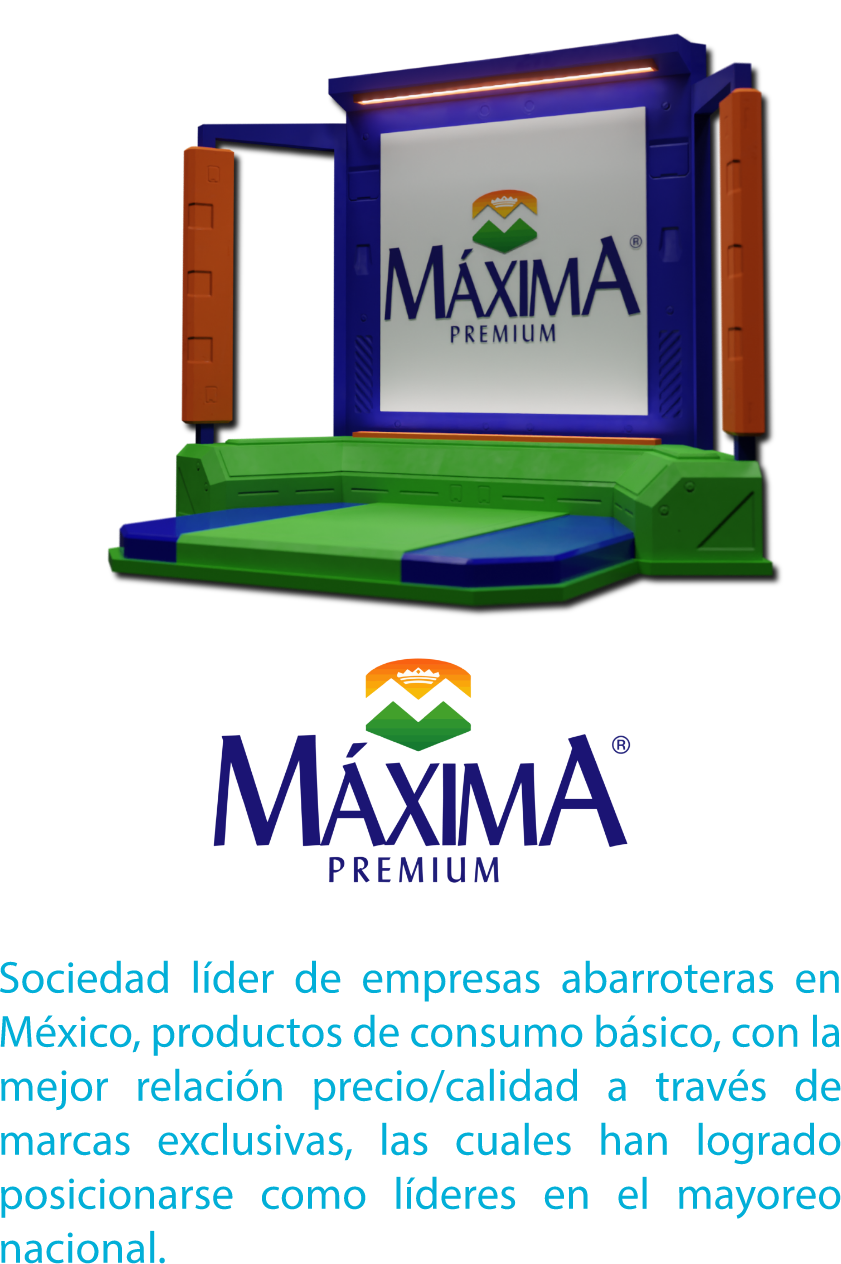 MÁXIMA®
PREMIUM
MÁXIMA®
PREMIUM
Sociedad líder de empresas abarroteras en
México, productos de consumo básico, con la
mejor relación precio/calidad a través de
marcas exclusivas, las cuales han logrado
posicionarse como líderes en el mayoreo
nacional.